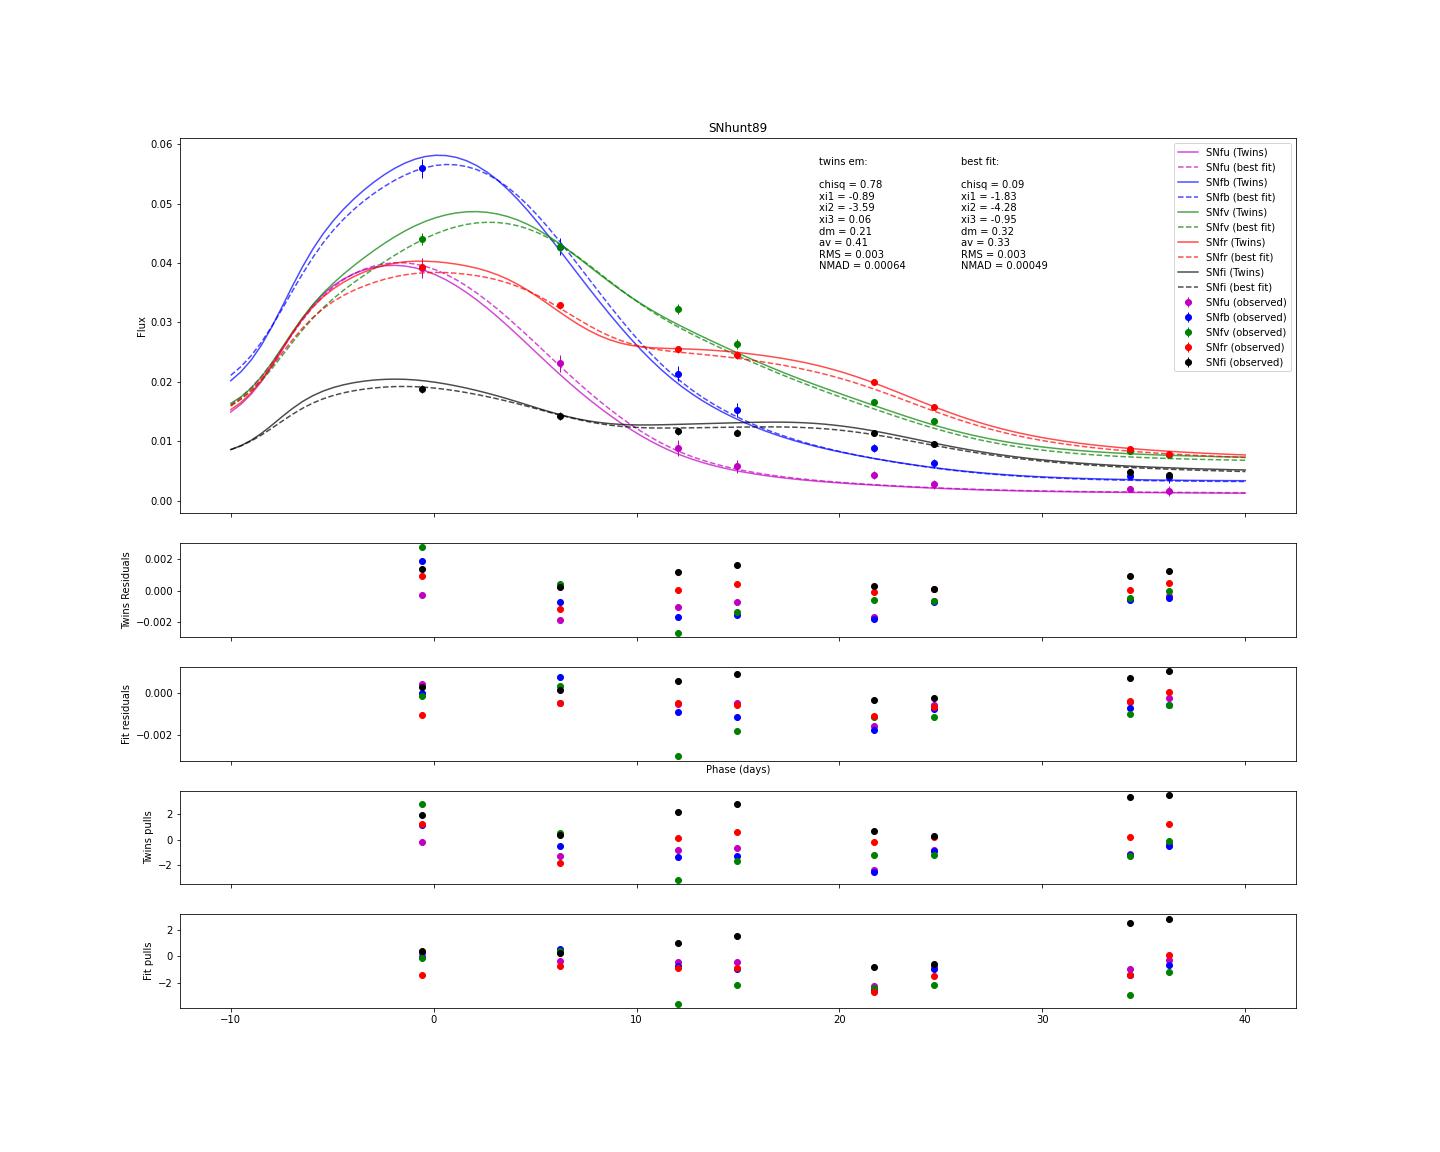 SNhunt89
Flux
0.06
0.05
0.04
0.03
0.02
0.01
0.00
twins em:
chisq = 0.78
xi1 = -0.89
xi2 = -3.59
xi3 = 0.06
dm = 0.21
av = 0.41
RMS = 0.003
NMAD = 0.00064
best fit:
chisq = 0.09
xi1 = -1.83
xi2 = -4.28
xi3 = -0.95
dm = 0.32
av = 0.33
RMS = 0.003
NMAD = 0.00049
SNfu (Twins)
SNfu (best fit)
SNfb (Twins)
SNfb (best fit)
SNfv (Twins)
SNfv (best fit)
SNfr (Twins)
SNfr (best fit)
SNfi (Twins)
SNfi (best fit)
SNfu (observed)
SNfb (observed)
SNfv (observed)
SNfr (observed)
SNfi (observed)
Twins Residuals
0.002
0.000
−0.002
Fit residuals
0.000
−0.002
Phase (days)
Twins pulls
2
0
−2
Fit pulls
2
0
−2
−10
0
10
20
30
40